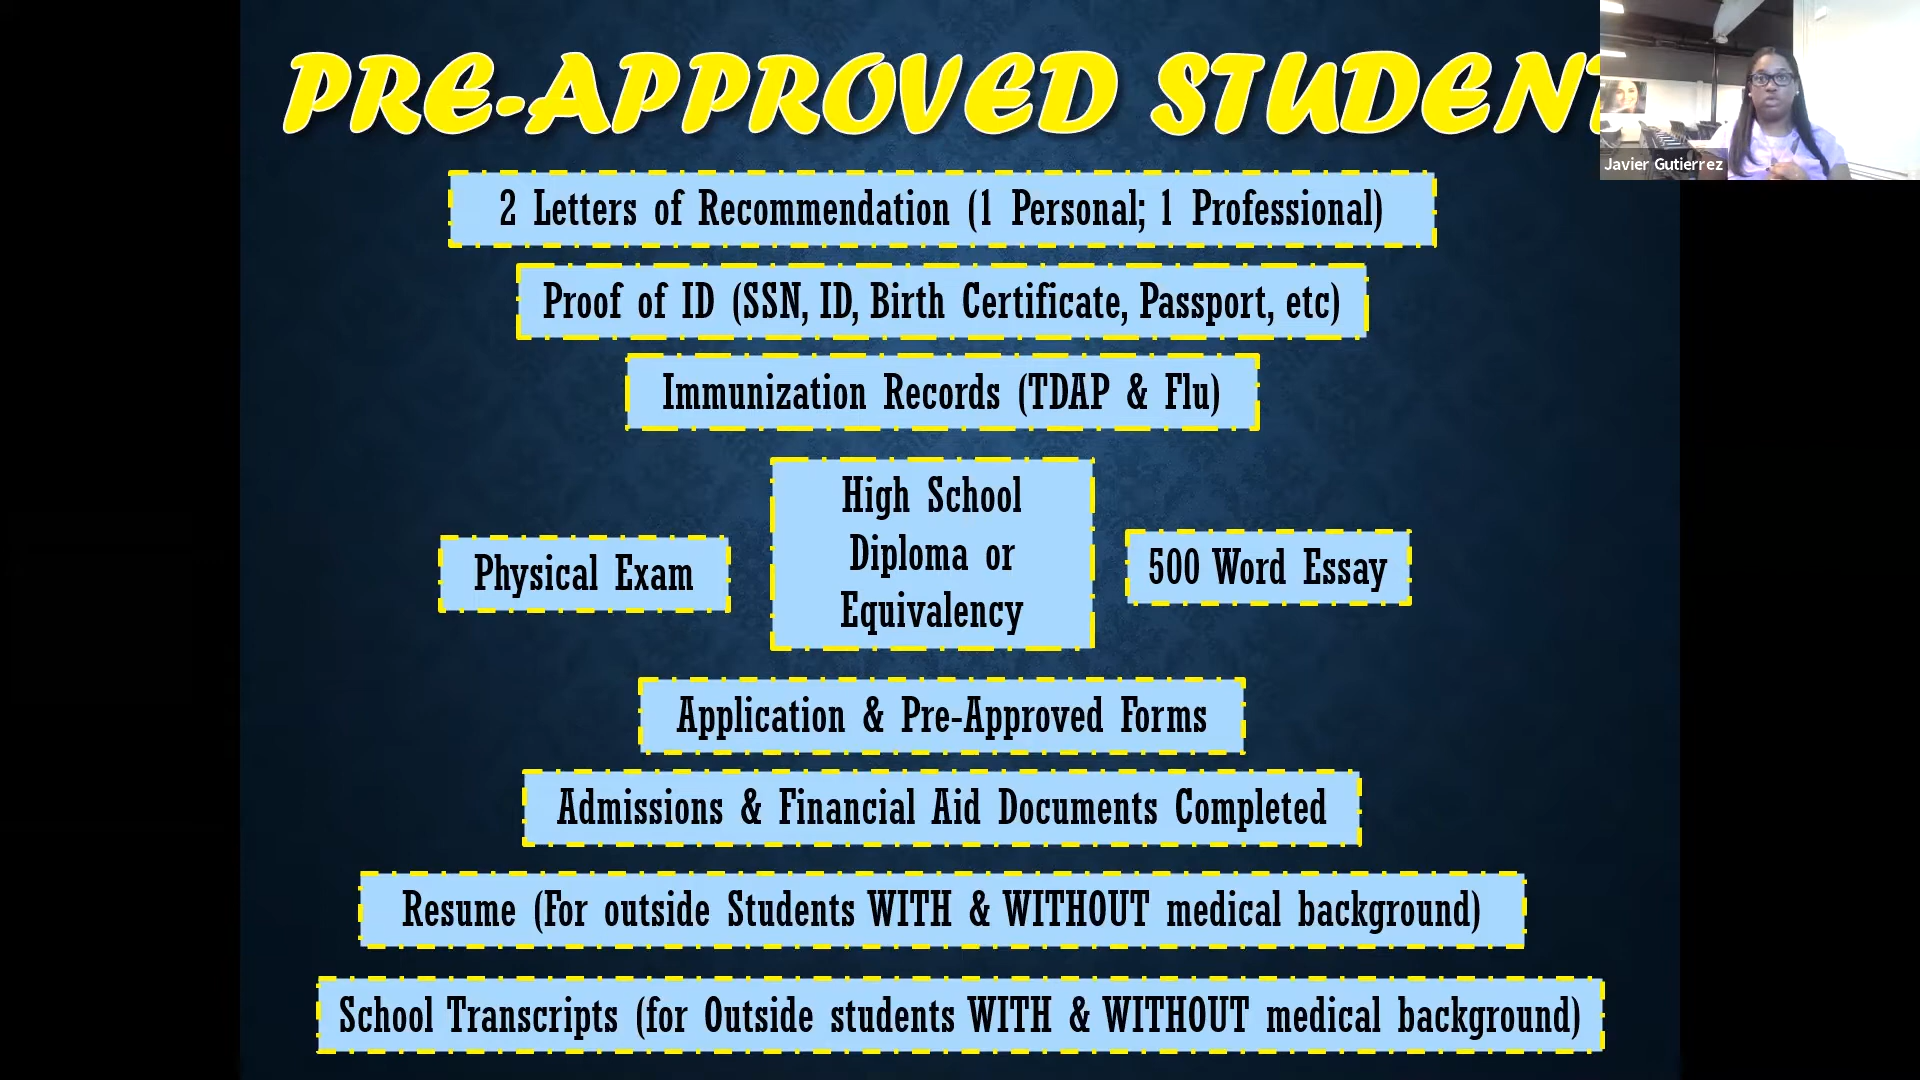 PRE-APPROVED STUDENT
Javier Gutierrez
2 Letters of Recommendation (1 Personal; 1 Professional)
Proof of ID (SSN, ID, Birth Certificate, Passport, etc)
Immunization Records (TDAP & Flu)
High School
Diploma or
Equivalency
Physical Exam
500 Word Essay
Application & Pre-Approved Forms
Admissions & Financial Aid Documents Completed
Resume (For outside Students WITH & WITHOUT medical background)
School Transcripts (for Outside students WITH & WITHOUT medical background)